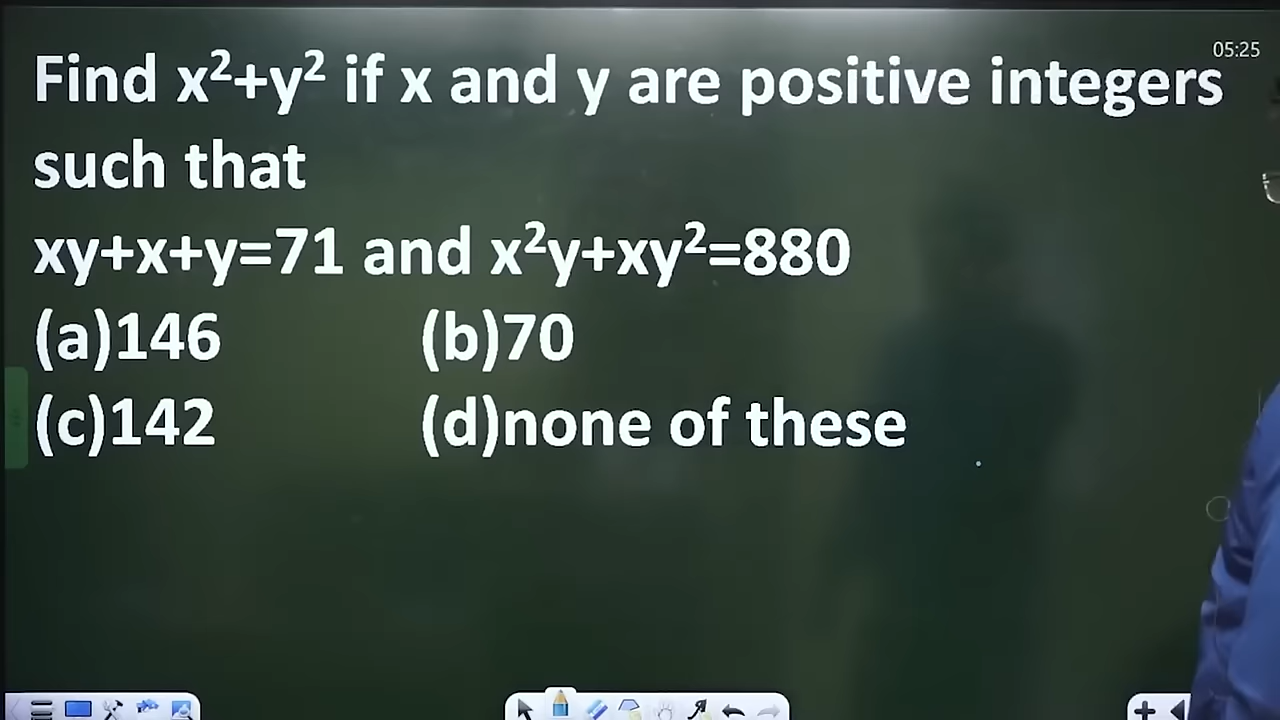 05:25
Find x²+y² if x and y are positive integers
such that
xy+x+y=71 and x²y+xy²=880
(a)146 (b)70
(c)142 (d)none of these